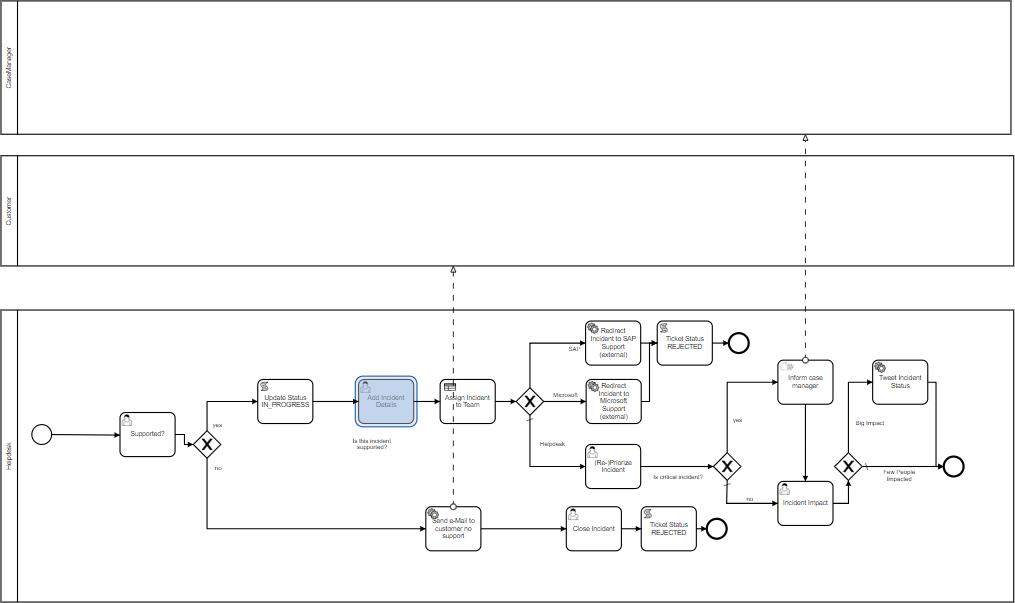 CaseManager
Customer
Helpdesk
Supported?
yes
no
Update Status
IN_PROGRESS
Add Incident
Details
Is this incident
supported?
Assign Incident
to Team
SAP
Microsoft
Helpdesk
Redirect
Incident to SAP
Support
(external)
Ticket Status
REJECTED
Redirect
Incident to
Microsoft
Support
(external)
(Re-)Priorize
Incident
Is critical incident?
yes
no
Inform case
manager
Incident Impact
Big Impact
Few People
Impacted
Tweet Incident
Status
Send e-Mail to
customer no
support
Close Incident
Ticket Status
REJECTED